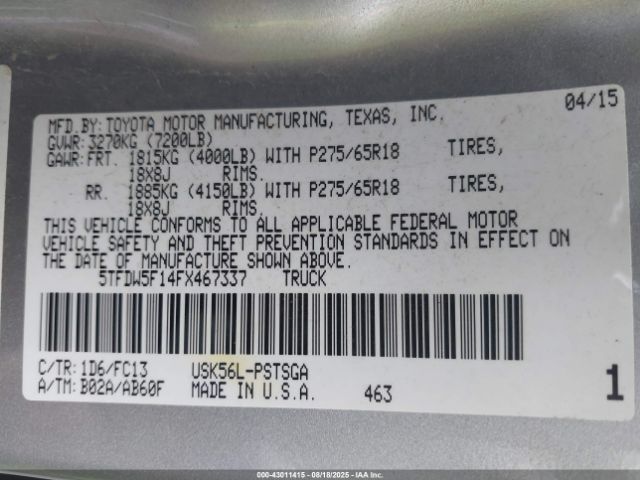 MFD.BY: TOYOTA MOTOR MANUFACTURING, TEXAS, INC. 04/15
GVWR: 3270KG (7200LB)
GAWR: FRT. 1815KG (4000LB) WITH P275/65R18 TIRES,
18X8J RIMS.
RR. 1885KG (4150LB) WITH P275/65R18 TIRES,
18X8J RIMS.
THIS VEHICLE CONFORMS TO ALL APPLICABLE FEDERAL MOTOR
VEHICLE SAFETY AND THEFT PREVENTION STANDARDS IN EFFECT ON
THE DATE OF MANUFACTURE SHOWN ABOVE.
5TFDW5F14FX467337 TRUCK
C/TR: 1D6/FC13 USK56L-PSTSGA
A/TM: B02A/AB60F MADE IN U.S.A. 463 1
000-43011415 - 08/18/2025 - IAAI.COM